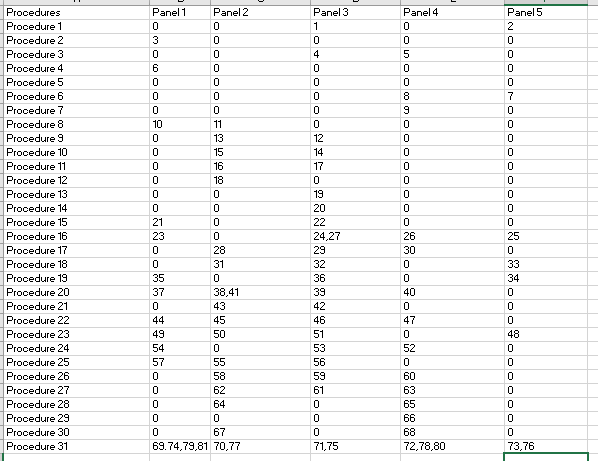 Procedures Panel 1 Panel 2 Panel 3 Panel 4 Panel 5
Procedure 1 0 0 1 0 2
Procedure 2 3 0 0 0 0
Procedure 3 0 0 4 5 0
Procedure 4 6 0 0 0 0
Procedure 5 0 0 0 0 0
Procedure 6 0 0 0 8 7
Procedure 7 0 0 0 9 0
Procedure 8 10 11 0 0 0
Procedure 9 0 13 12 0 0
Procedure 10 0 15 14 0 0
Procedure 11 0 16 17 0 0
Procedure 12 0 18 0 0 0
Procedure 13 0 0 19 0 0
Procedure 14 0 0 20 0 0
Procedure 15 21 0 22 0 0
Procedure 16 23 0 24,27 26 25
Procedure 17 0 28 29 30 0
Procedure 18 0 31 32 0 33
Procedure 19 35 0 36 0 34
Procedure 20 37 38,41 39 40 0
Procedure 21 0 43 42 0 0
Procedure 22 44 45 46 47 0
Procedure 23 49 50 51 0 48
Procedure 24 54 0 53 52 0
Procedure 25 57 55 56 0 0
Procedure 26 0 58 59 60 0
Procedure 27 0 62 61 63 0
Procedure 28 0 64 0 65 0
Procedure 29 0 0 0 66 0
Procedure 30 0 67 0 68 0
Procedure 31 69.74,79,81 70,77 71,75 72,78,80 73,76